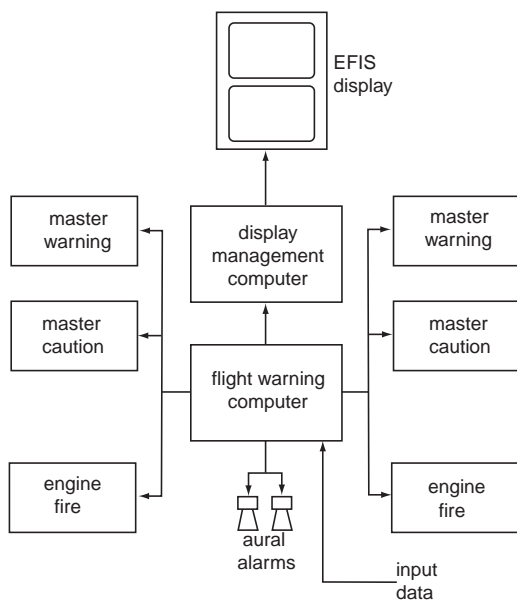 EFIS
display
master
warning
display
management
computer
master
warning
master
caution
flight warning
computer
master
caution
engine
fire
aural
alarms
engine
fire
input
data